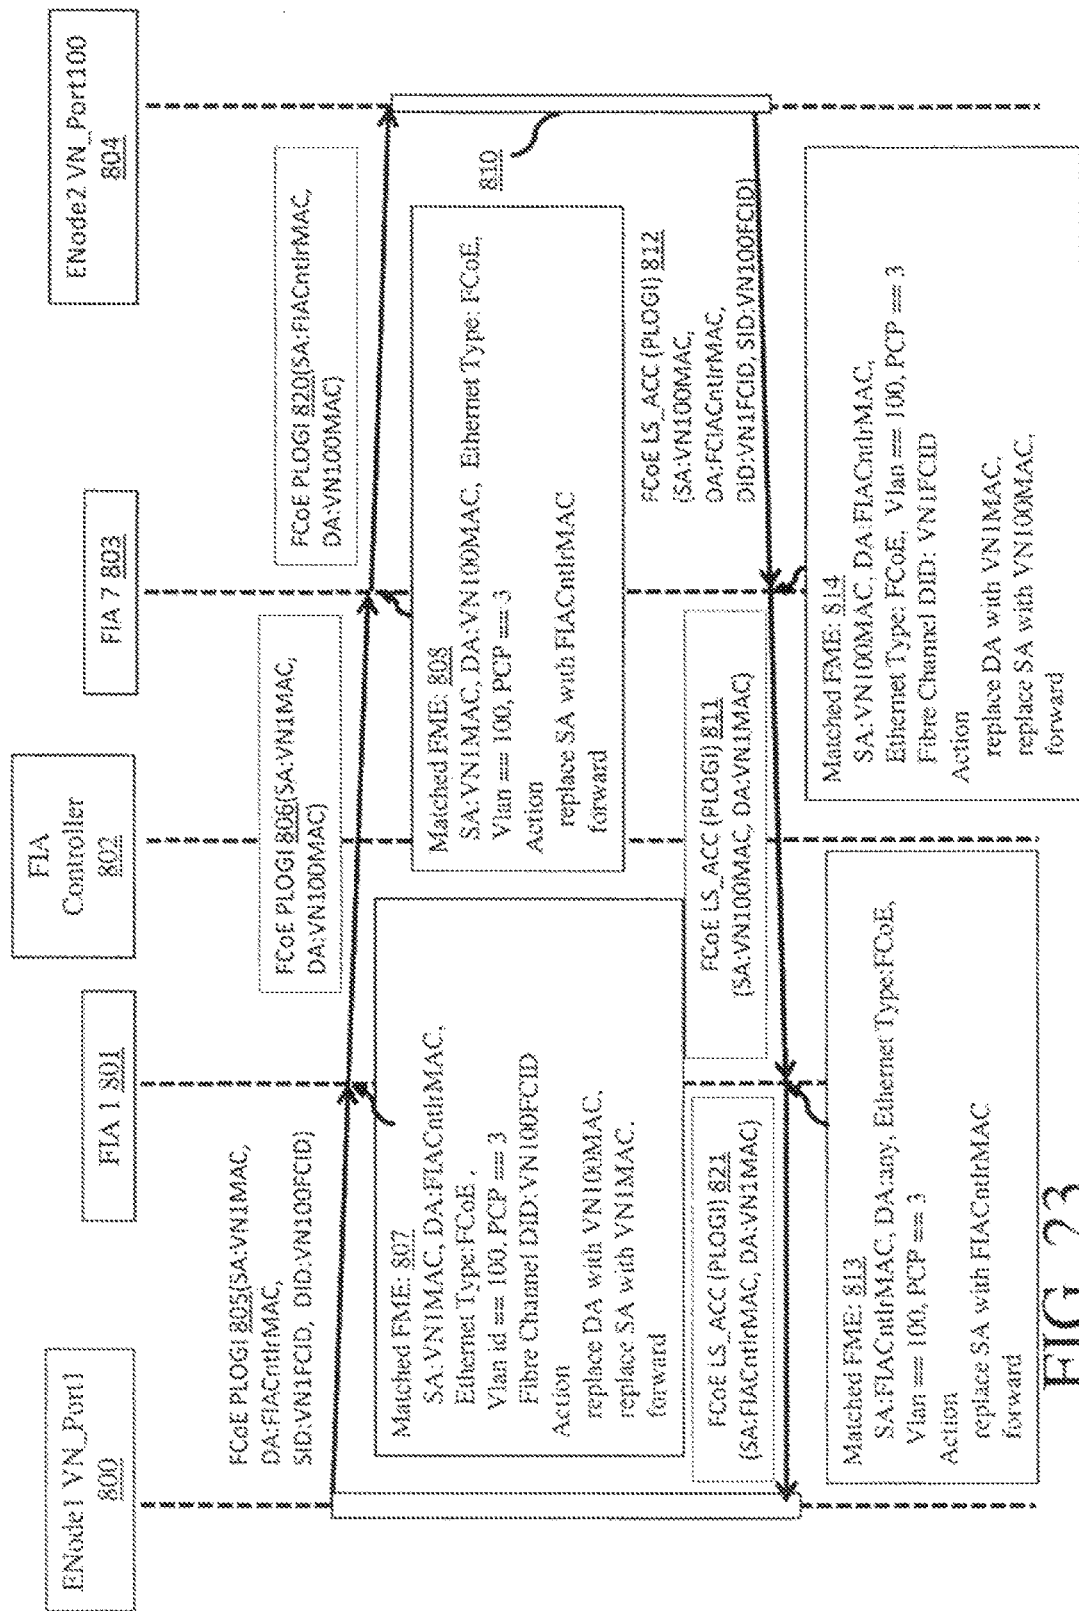 ENode1 VN_Port1
800
FIA 1 801
FIA
Controller
802
FIA 7 803
ENode2 VN_Port100
804
FCoE PLOGI 805(SA:VN1MAC,
DA:FIACntlrMAC,
SID:VN1FCID, DID:VN100FCID)
FCoE PLOGI 806(SA:VN1MAC,
DA:VN100MAC)
FCoE PLOGI 820(SA:FIACntlrMAC,
DA:VN100MAC)
Matched FME: 807
SA:VN1MAC, DA:FIACntlrMAC,
Ethernet Type:FCoE,
Vlan id == 100, PCP == 3
Fibre Channel DID:VN100FCID
Action
replace DA with VN100MAC,
replace SA with VN1MAC,
forward
Matched FME: 808
SA:VN1MAC, DA:VN100MAC, Ethernet Type: FCoE,
Vlan == 100, PCP == 3
Action
replace SA with FIACntlrMAC
forward
810
FCoE LS_ACC (PLOGI) 812
(SA:VN100MAC,
DA:FCIACntlrMAC,
DID:VN1FCID, SID:VN100FCID)
FCoE LS_ACC (PLOGI) 811
(SA:VN100MAC, DA:VN1MAC)
FCoE LS_ACC (PLOGI) 821
(SA:FIACntlrMAC, DA:VN1MAC)
Matched FME: 813
SA:FIACntlrMAC, DA:any, Ethernet Type:FCoE,
Vlan == 100, PCP == 3
Action
replace SA with FIACntlrMAC
forward
Matched FME: 814
SA:VN100MAC, DA:FIACntlrMAC,
Ethernet Type: FCoE, Vlan == 100, PCP == 3
Fibre Channel DID: VN1FCID
Action
replace DA with VN1MAC,
replace SA with VN100MAC,
forward
FIG 23